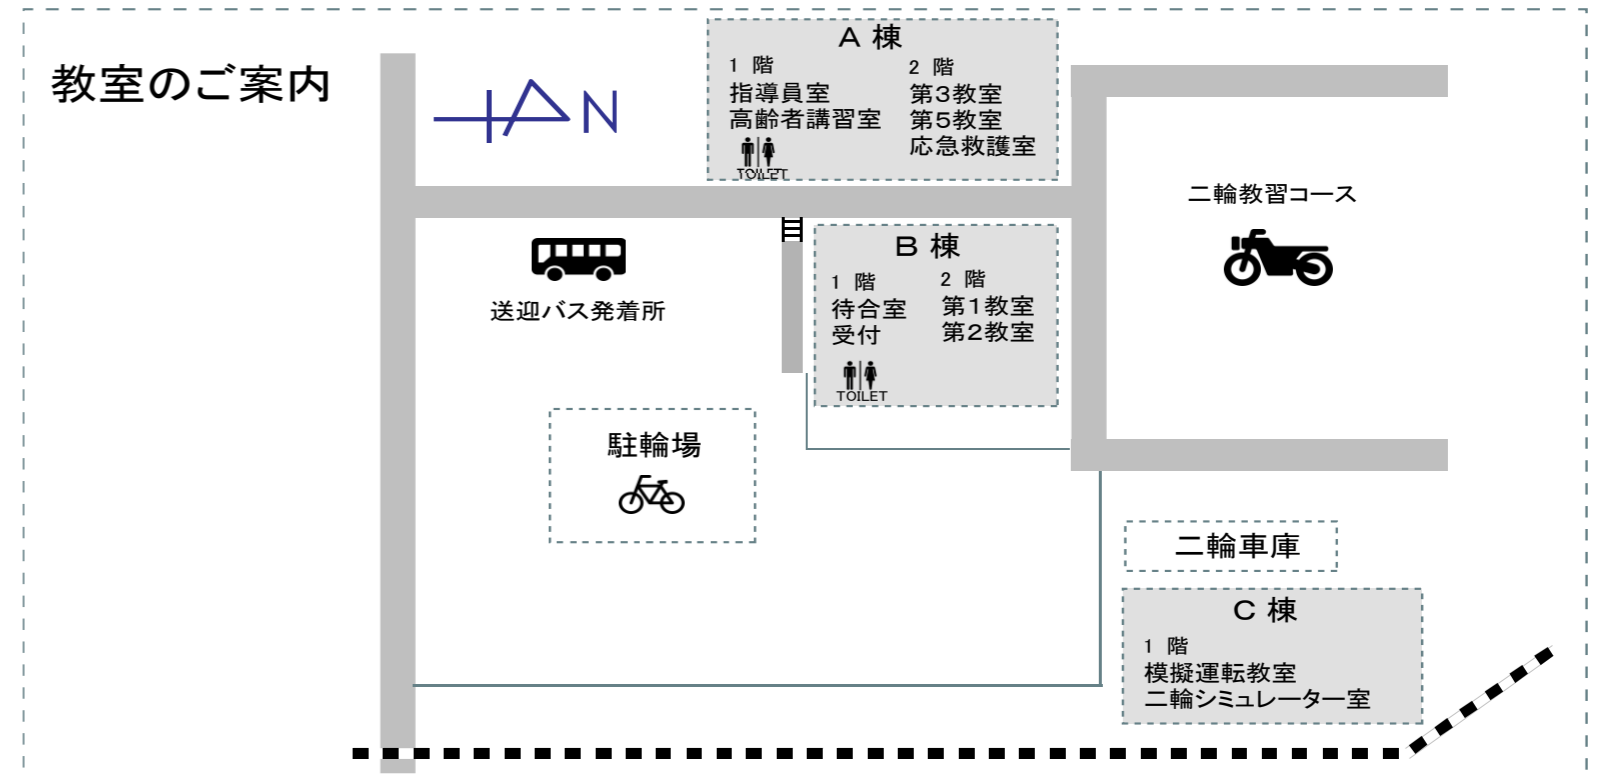 教室のご案内
A 棟
1 階
指導員室
高齢者講習室
TOILET
2 階
第3教室
第5教室
応急救護室
二輪教習コース
送迎バス発着所
B 棟
1 階
待合室
受付
TOILET
2 階
第1教室
第2教室
駐輪場
二輪車庫
C 棟
1 階
模擬運転教室
二輪シミュレーター室